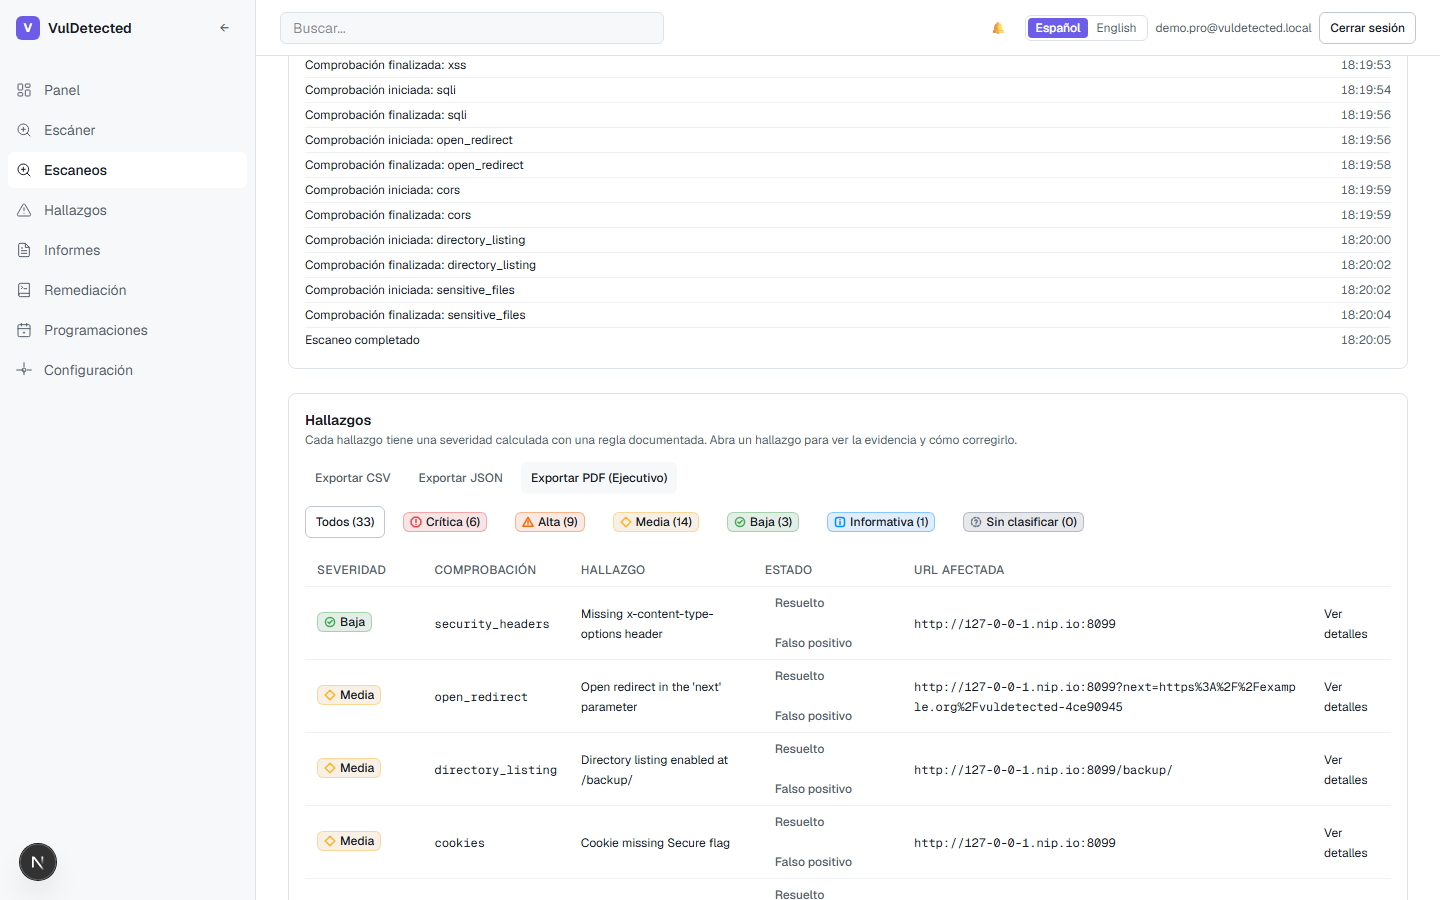 V VulDetected
Buscar...
Español English demo.pro@vuldetected.local Cerrar sesión
Panel
Escáner
Escaneos
Hallazgos
Informes
Remediación
Programaciones
Configuración
N
Comprobación finalizada: xss 18:19:53
Comprobación iniciada: sqli 18:19:54
Comprobación finalizada: sqli 18:19:56
Comprobación iniciada: open_redirect 18:19:56
Comprobación finalizada: open_redirect 18:19:58
Comprobación iniciada: cors 18:19:59
Comprobación finalizada: cors 18:19:59
Comprobación iniciada: directory_listing 18:20:00
Comprobación finalizada: directory_listing 18:20:02
Comprobación iniciada: sensitive_files 18:20:02
Comprobación finalizada: sensitive_files 18:20:04
Escaneo completado 18:20:05
Hallazgos
Cada hallazgo tiene una severidad calculada con una regla documentada. Abra un hallazgo para ver la evidencia y cómo corregirlo.
Exportar CSV Exportar JSON Exportar PDF (Ejecutivo)
Todos (33) Crítica (6) Alta (9) Media (14) Baja (3) Informativa (1) Sin clasificar (0)
SEVERIDAD COMPROBACIÓN HALLAZGO ESTADO URL AFECTADA
Baja
security_headers
Missing x-content-type-
options header
Resuelto
Falso positivo
http://127-0-0-1.nip.io:8099
Ver
detalles
Media
open_redirect
Open redirect in the 'next'
parameter
Resuelto
Falso positivo
http://127-0-0-1.nip.io:8099?next=https%3A%2F%2Fexamp
le.org%2Fvuldetected-4ce90945
Ver
detalles
Media
directory_listing
Directory listing enabled at
/backup/
Resuelto
Falso positivo
http://127-0-0-1.nip.io:8099/backup/
Ver
detalles
Media
cookies
Cookie missing Secure flag
Resuelto
Falso positivo
http://127-0-0-1.nip.io:8099
Ver
detalles
Resuelto